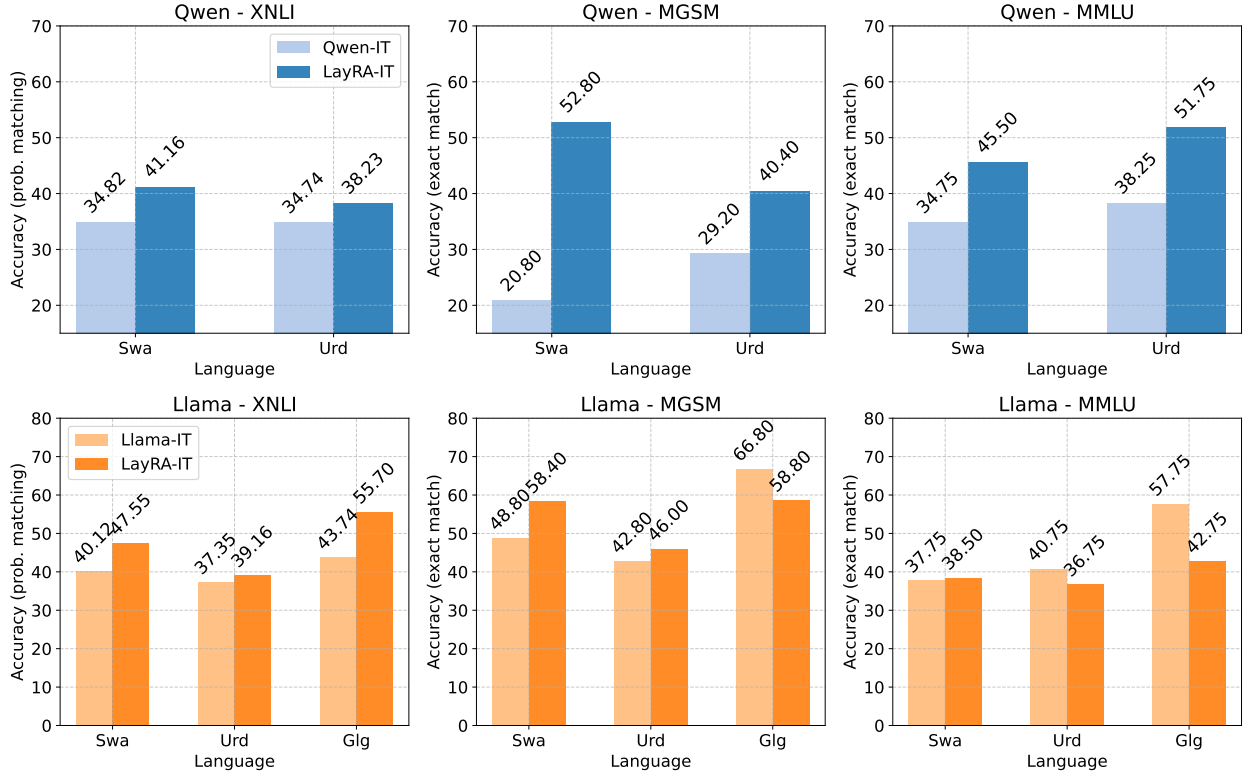 Qwen - XNLI
Accuracy (prob. matching)
70
60
50
40
30
20
Qwen-IT
LayRA-IT
34.82
41.16
34.74
38.23
Swa
Urd
Language
Qwen - MGSM
Accuracy (exact match)
70
60
50
40
30
20
20.80
52.80
29.20
40.40
Swa
Urd
Language
Qwen - MMLU
Accuracy (exact match)
70
60
50
40
30
20
34.75
45.50
38.25
51.75
Swa
Urd
Language
Llama - XNLI
Accuracy (prob. matching)
80
70
60
50
40
30
20
10
0
Llama-IT
LayRA-IT
40.12
47.55
37.35
39.16
43.74
55.70
Swa
Urd
Glg
Language
Llama - MGSM
Accuracy (exact match)
80
70
60
50
40
30
20
10
0
48.80
58.40
42.80
46.00
66.80
58.80
Swa
Urd
Glg
Language
Llama - MMLU
Accuracy (exact match)
80
70
60
50
40
30
20
10
0
37.75
38.50
40.75
36.75
57.75
42.75
Swa
Urd
Glg
Language